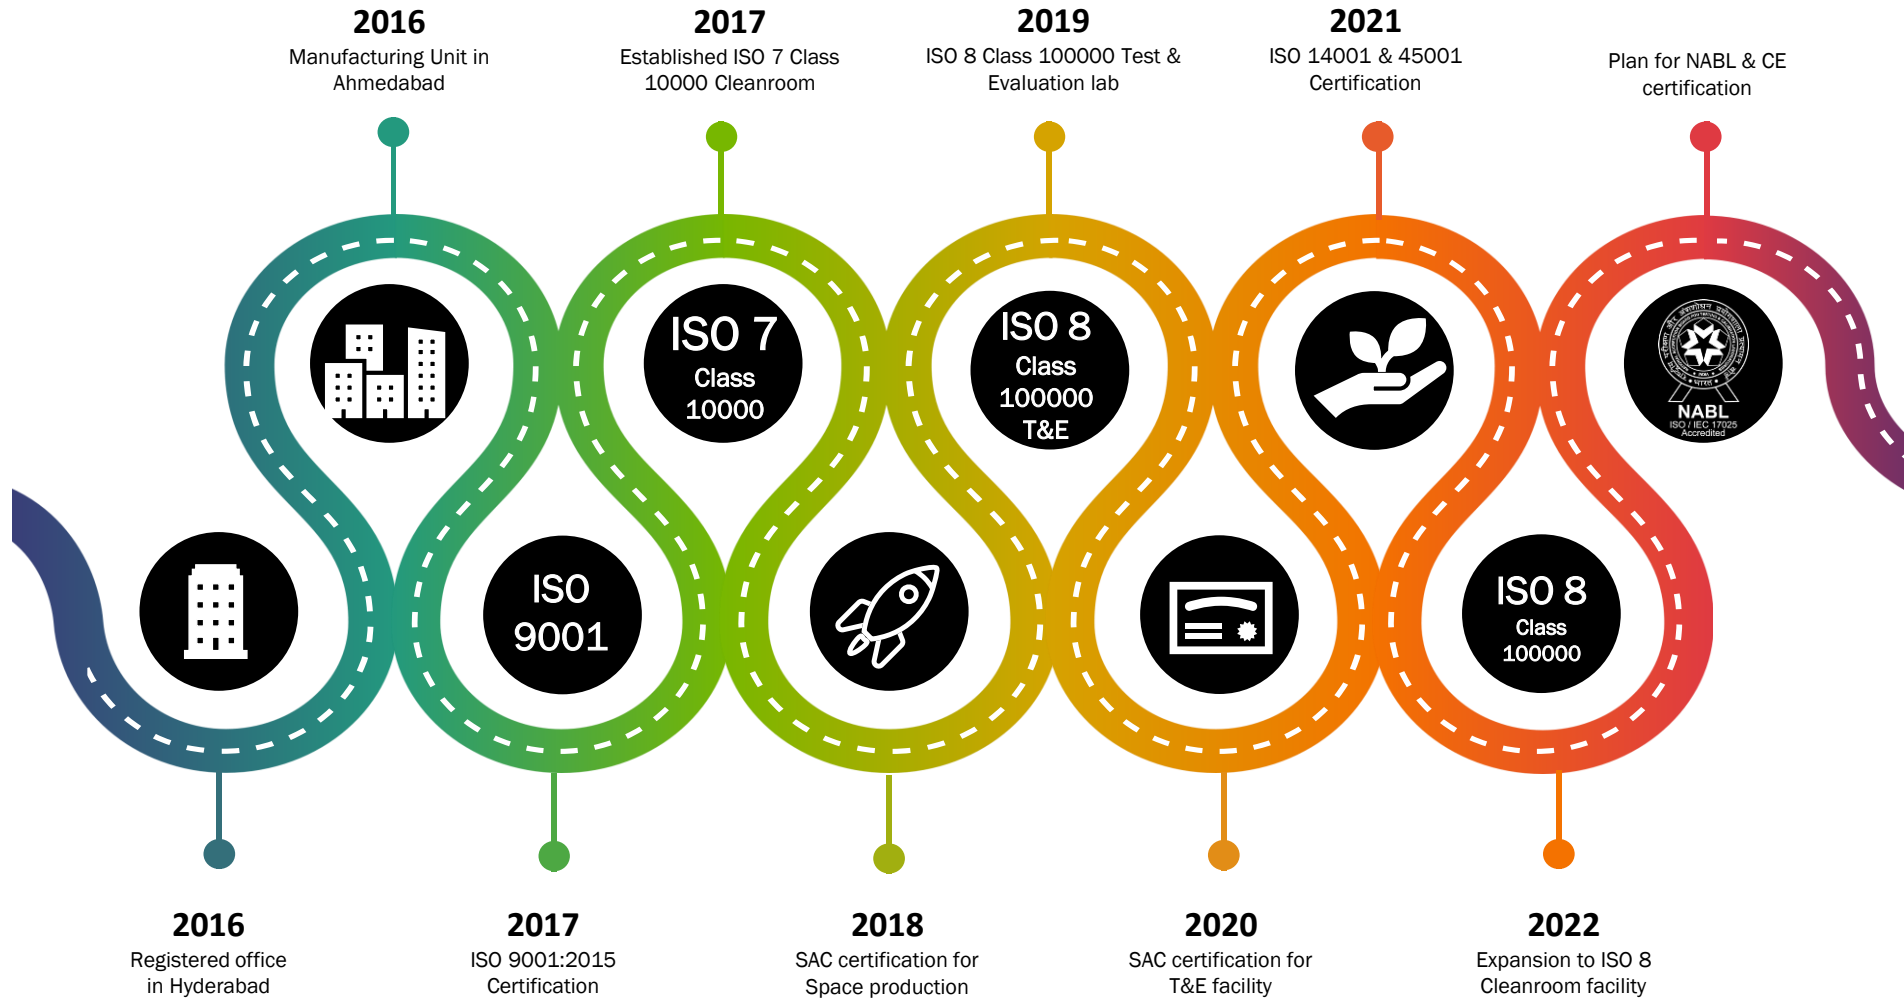 2016
Manufacturing Unit in
Ahmedabad
2017
Established ISO 7 Class
10000 Cleanroom
2019
ISO 8 Class 100000 Test &
Evaluation lab
2021
ISO 14001 & 45001
Certification
Plan for NABL & CE
certification
ISO 7
Class
10000
ISO 8
Class
100000
T&E
NABL
ISO / IEC 17025
Accredited
ISO
9001
ISO 8
Class
100000
2016
Registered office
in Hyderabad
2017
ISO 9001:2015
Certification
2018
SAC certification for
Space production
2020
SAC certification for
T&E facility
2022
Expansion to ISO 8
Cleanroom facility